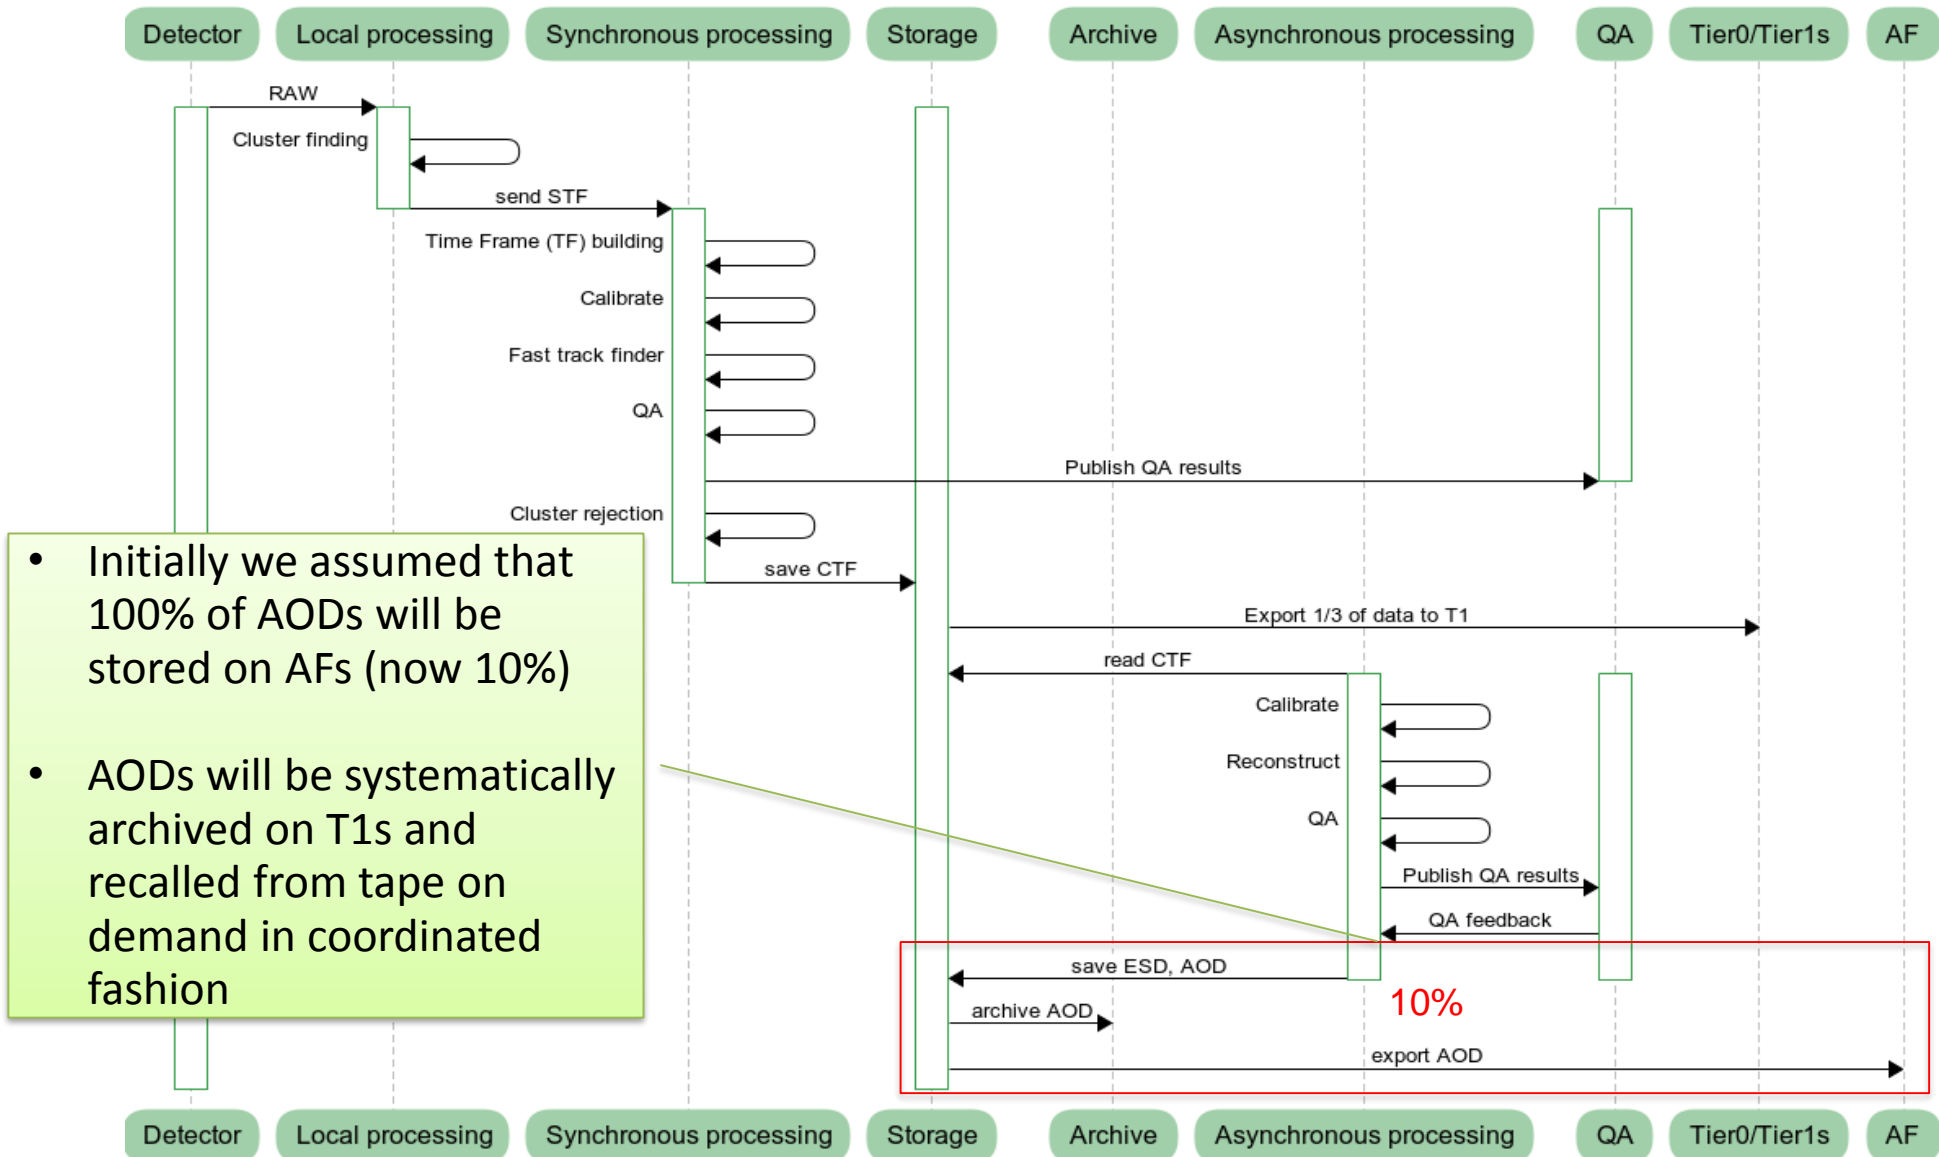 Detector
Local processing
Synchronous processing
Storage
Archive
Asynchronous processing
QA
Tier0/Tier1s
AF
RAW
Cluster finding
send STF
Time Frame (TF) building
Calibrate
Fast track finder
QA
Publish QA results
Cluster rejection
save CTF
Export 1/3 of data to T1
read CTF
Calibrate
Reconstruct
QA
Publish QA results
QA feedback
save ESD, AOD
10%
archive AOD
export AOD
• Initially we assumed that
100% of AODs will be
stored on AFs (now 10%)
• AODs will be systematically
archived on T1s and
recalled from tape on
demand in coordinated
fashion
Detector
Local processing
Synchronous processing
Storage
Archive
Asynchronous processing
QA
Tier0/Tier1s
AF